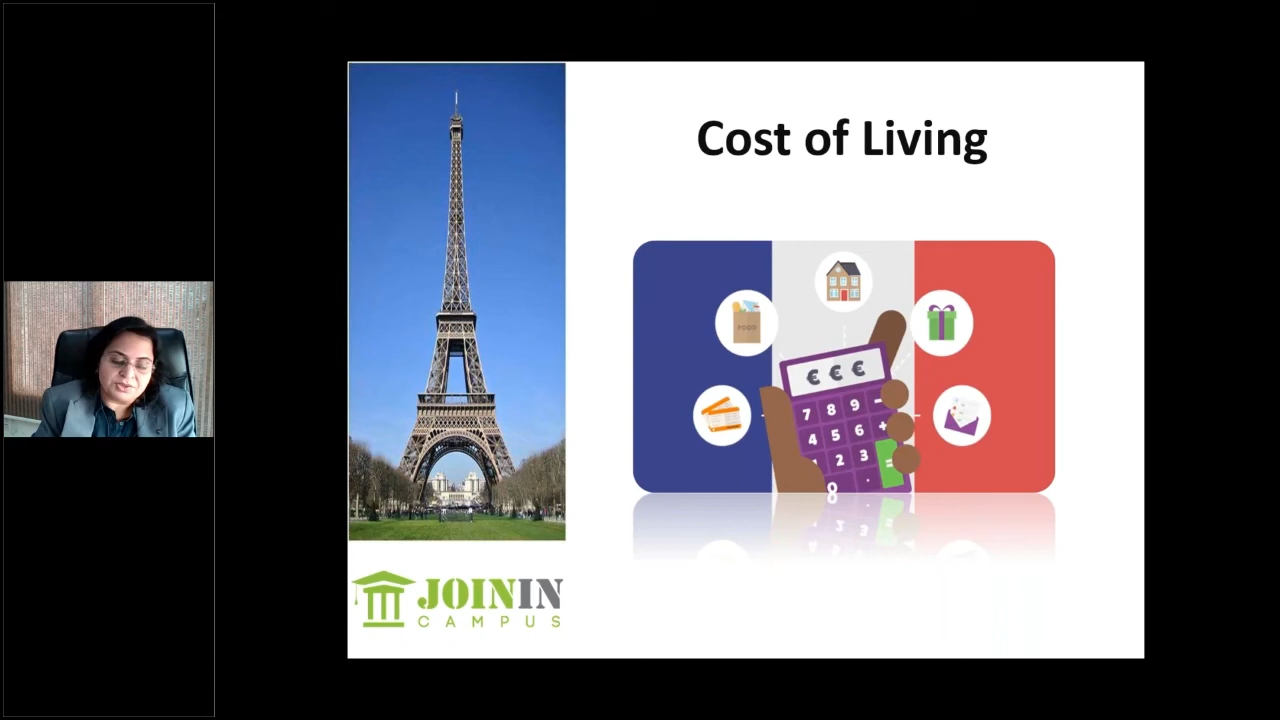 Cost of Living
FOOD
€ € €
7 8 9 -
4 5 6 +
1 2 3 =
0 .
JOININ
CAMPUS